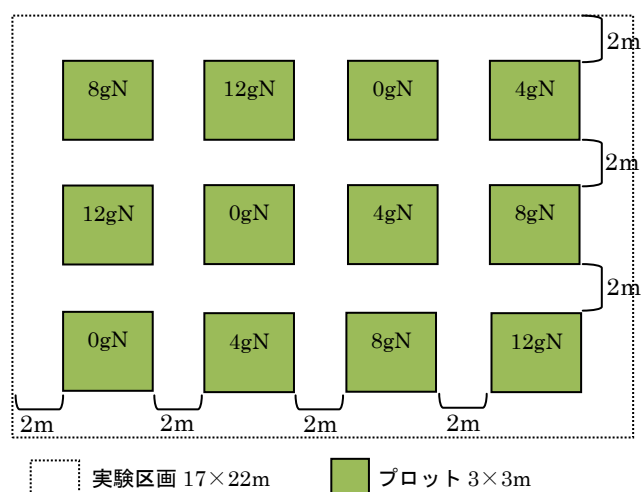 2m
8gN 12gN 0gN 4gN
2m
12gN 0gN 4gN 8gN
2m
0gN 4gN 8gN 12gN
2m 2m 2m 2m
実験区画 17×22m プロット 3×3m